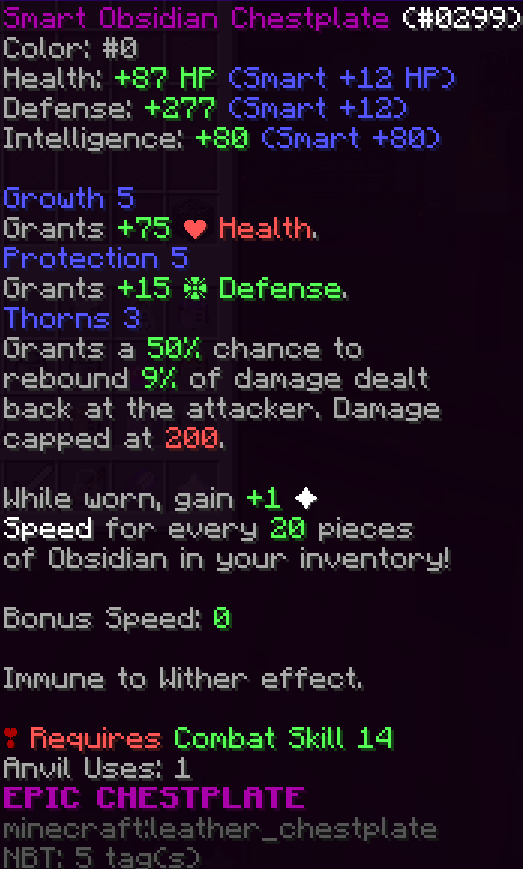 Smart Obsidian Chestplate (#0299)
Color: #0
Health: +87 HP (Smart +12 HP)
Defense: +277 (Smart +12)
Intelligence: +80 (Smart +80)

Growth 5
Grants +75 ❤ Health.
Protection 5
Grants +15 ❈ Defense.
Thorns 3
Grants a 50% chance to
rebound 9% of damage dealt
back at the attacker. Damage
capped at 200.

While worn, gain +1 ✦
Speed for every 20 pieces
of Obsidian in your inventory!

Bonus Speed: 0

Immune to Wither effect.

❣ Requires Combat Skill 14
Anvil Uses: 1
EPIC CHESTPLATE
minecraft:leather_chestplate
NBT: 5 tag(s)